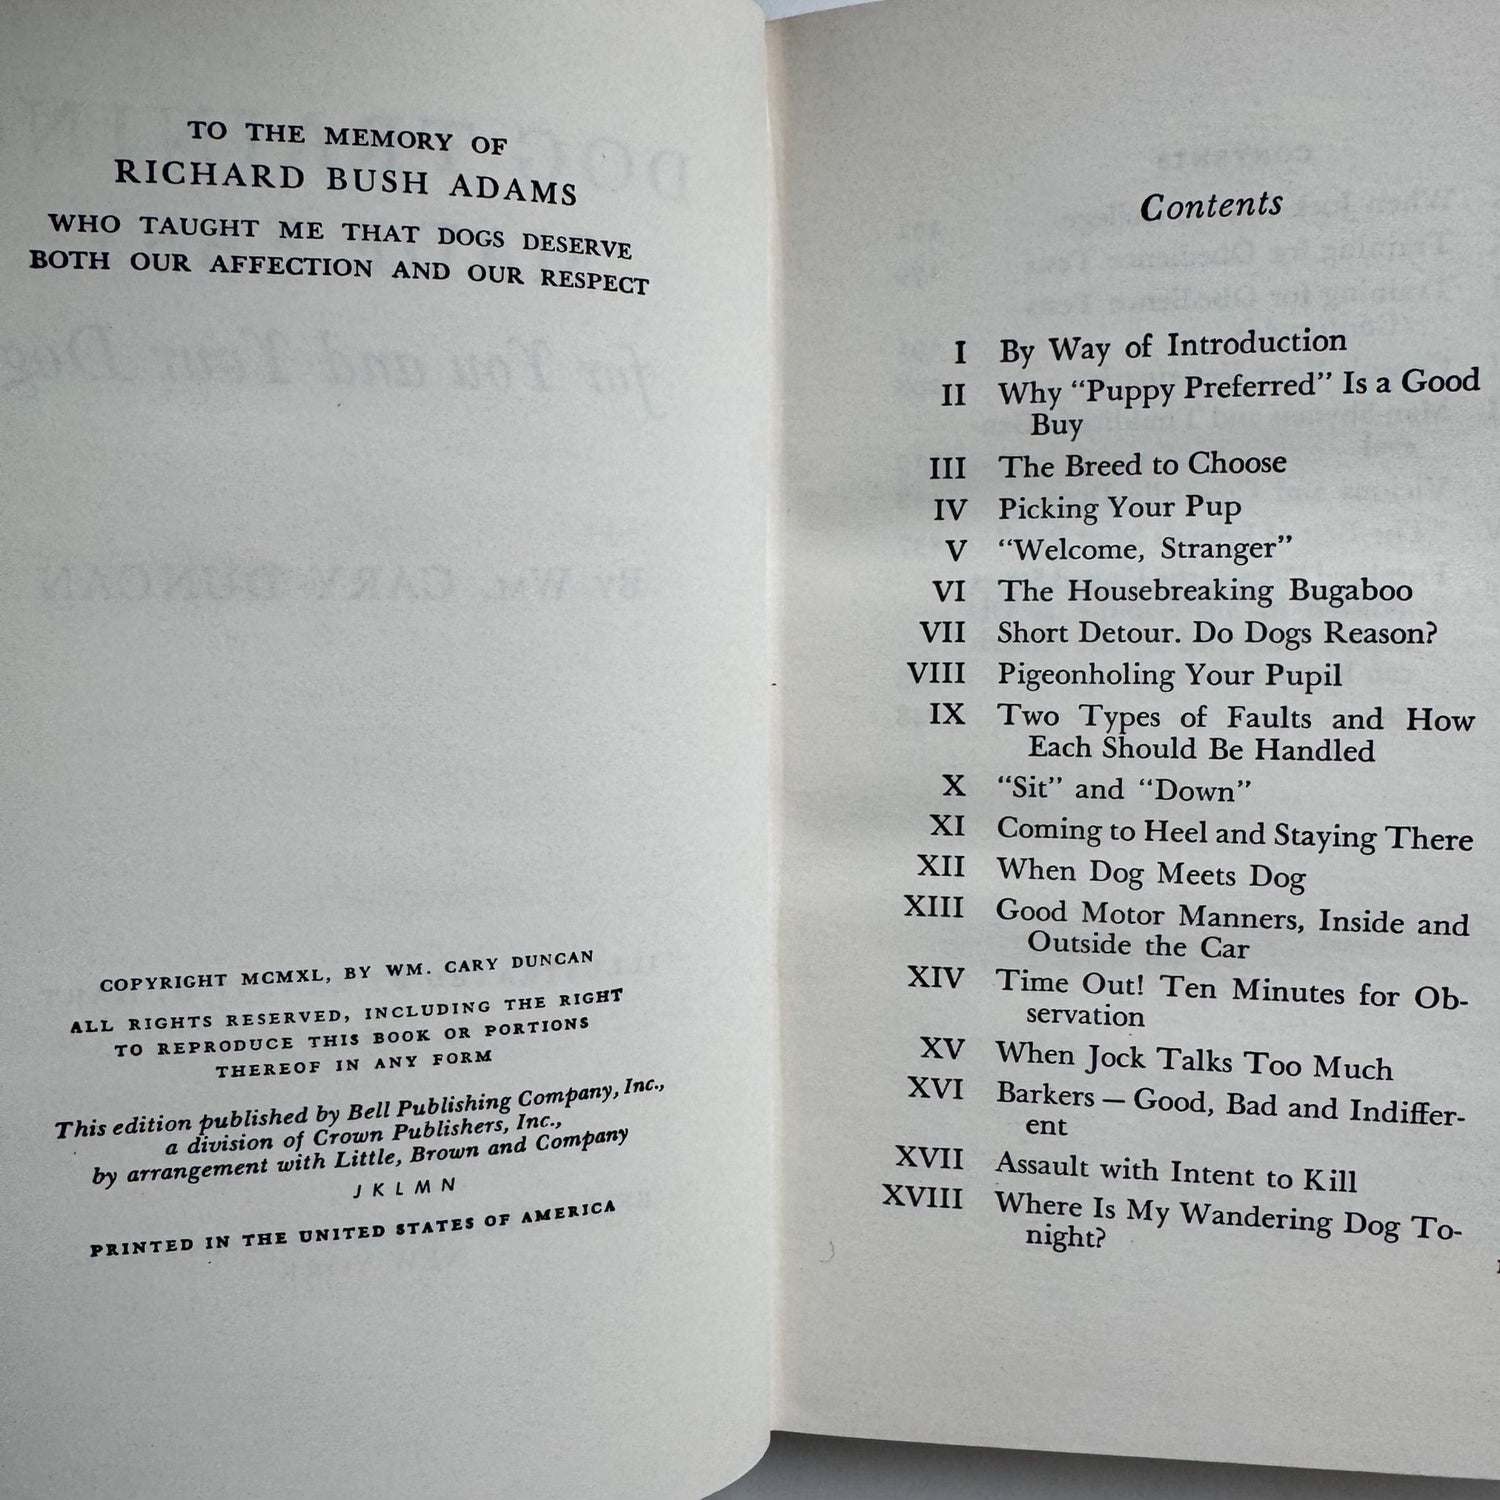 TO THE MEMORY OF
RICHARD BUSH ADAMS
WHO TAUGHT ME THAT DOGS DESERVE
BOTH OUR AFFECTION AND OUR RESPECT
COPYRIGHT MCMXL, BY WM. CARY DUNCAN
ALL RIGHTS RESERVED, INCLUDING THE RIGHT
TO REPRODUCE THIS BOOK OR PORTIONS
THEREOF IN ANY FORM
This edition published by Bell Publishing Company, Inc.,
a division of Crown Publishers, Inc.,
by arrangement with Little, Brown and Company
J K L M N
PRINTED IN THE UNITED STATES OF AMERICA
Contents
I By Way of Introduction
II Why “Puppy Preferred” Is a Good
Buy
III The Breed to Choose
IV Picking Your Pup
V “Welcome, Stranger”
VI The Housebreaking Bugaboo
VII Short Detour. Do Dogs Reason?
VIII Pigeonholing Your Pupil
IX Two Types of Faults and How
Each Should Be Handled
X “Sit” and “Down”
XI Coming to Heel and Staying There
XII When Dog Meets Dog
XIII Good Motor Manners, Inside and
Outside the Car
XIV Time Out! Ten Minutes for Ob-
servation
XV When Jock Talks Too Much
XVI Barkers — Good, Bad and Indiffer-
ent
XVII Assault with Intent to Kill
XVIII Where Is My Wandering Dog To-
night?